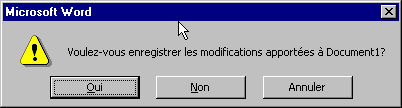 Microsoft Word
Voulez-vous enregistrer les modifications apportées à Document1?
Oui
Non
Annuler